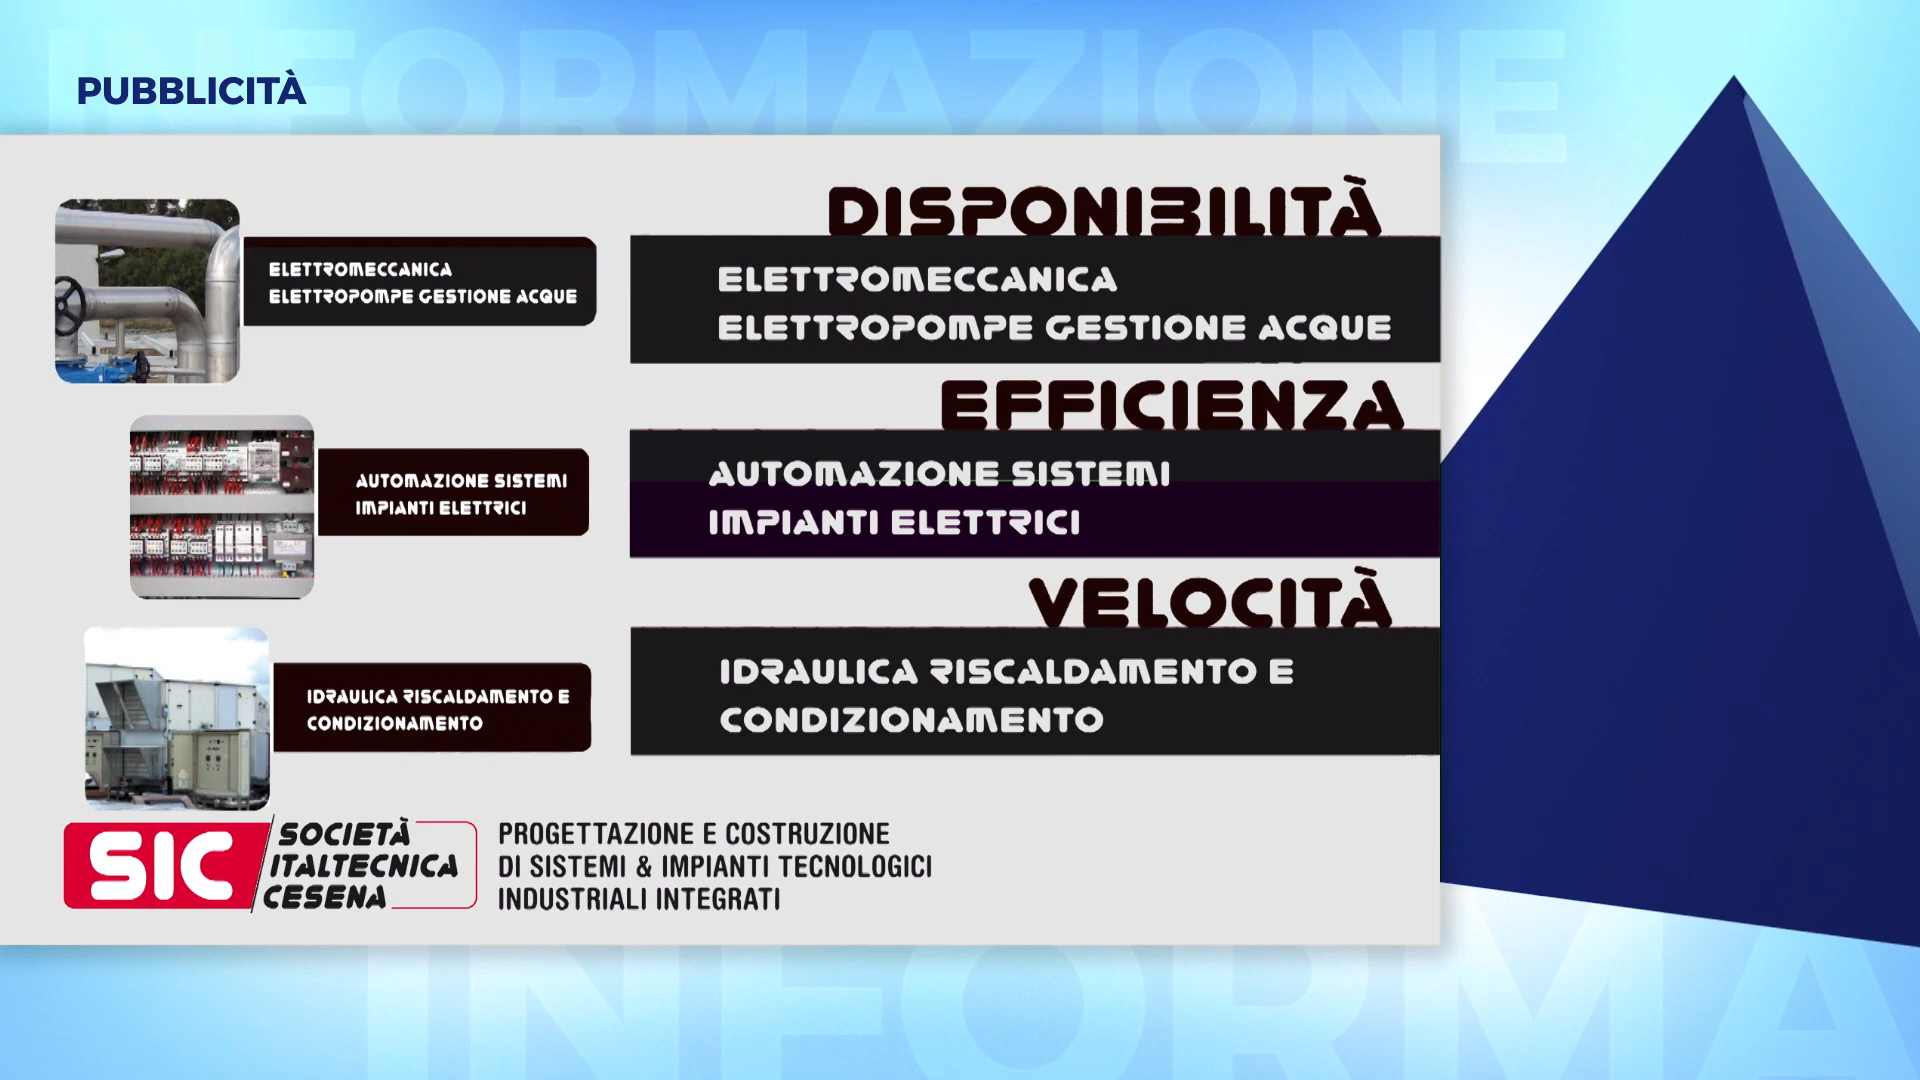 INFORMAZIONE
PUBBLICITÀ
DISPONIBILITÀ
ELETTROMECCANICA
ELETTROPOMPE GESTIONE ACQUE
ELETTROMECCANICA
ELETTROPOMPE GESTIONE ACQUE
EFFICIENZA
AUTOMAZIONE SISTEMI
IMPIANTI ELETTRICI
AUTOMAZIONE SISTEMI
IMPIANTI ELETTRICI
VELOCITÀ
IDRAULICA RISCALDAMENTO E
CONDIZIONAMENTO
IDRAULICA RISCALDAMENTO E
CONDIZIONAMENTO
SIC
SOCIETÀ
ITALTECNICA
CESENA
PROGETTAZIONE E COSTRUZIONE
DI SISTEMI & IMPIANTI TECNOLOGICI
INDUSTRIALI INTEGRATI
INFORMA